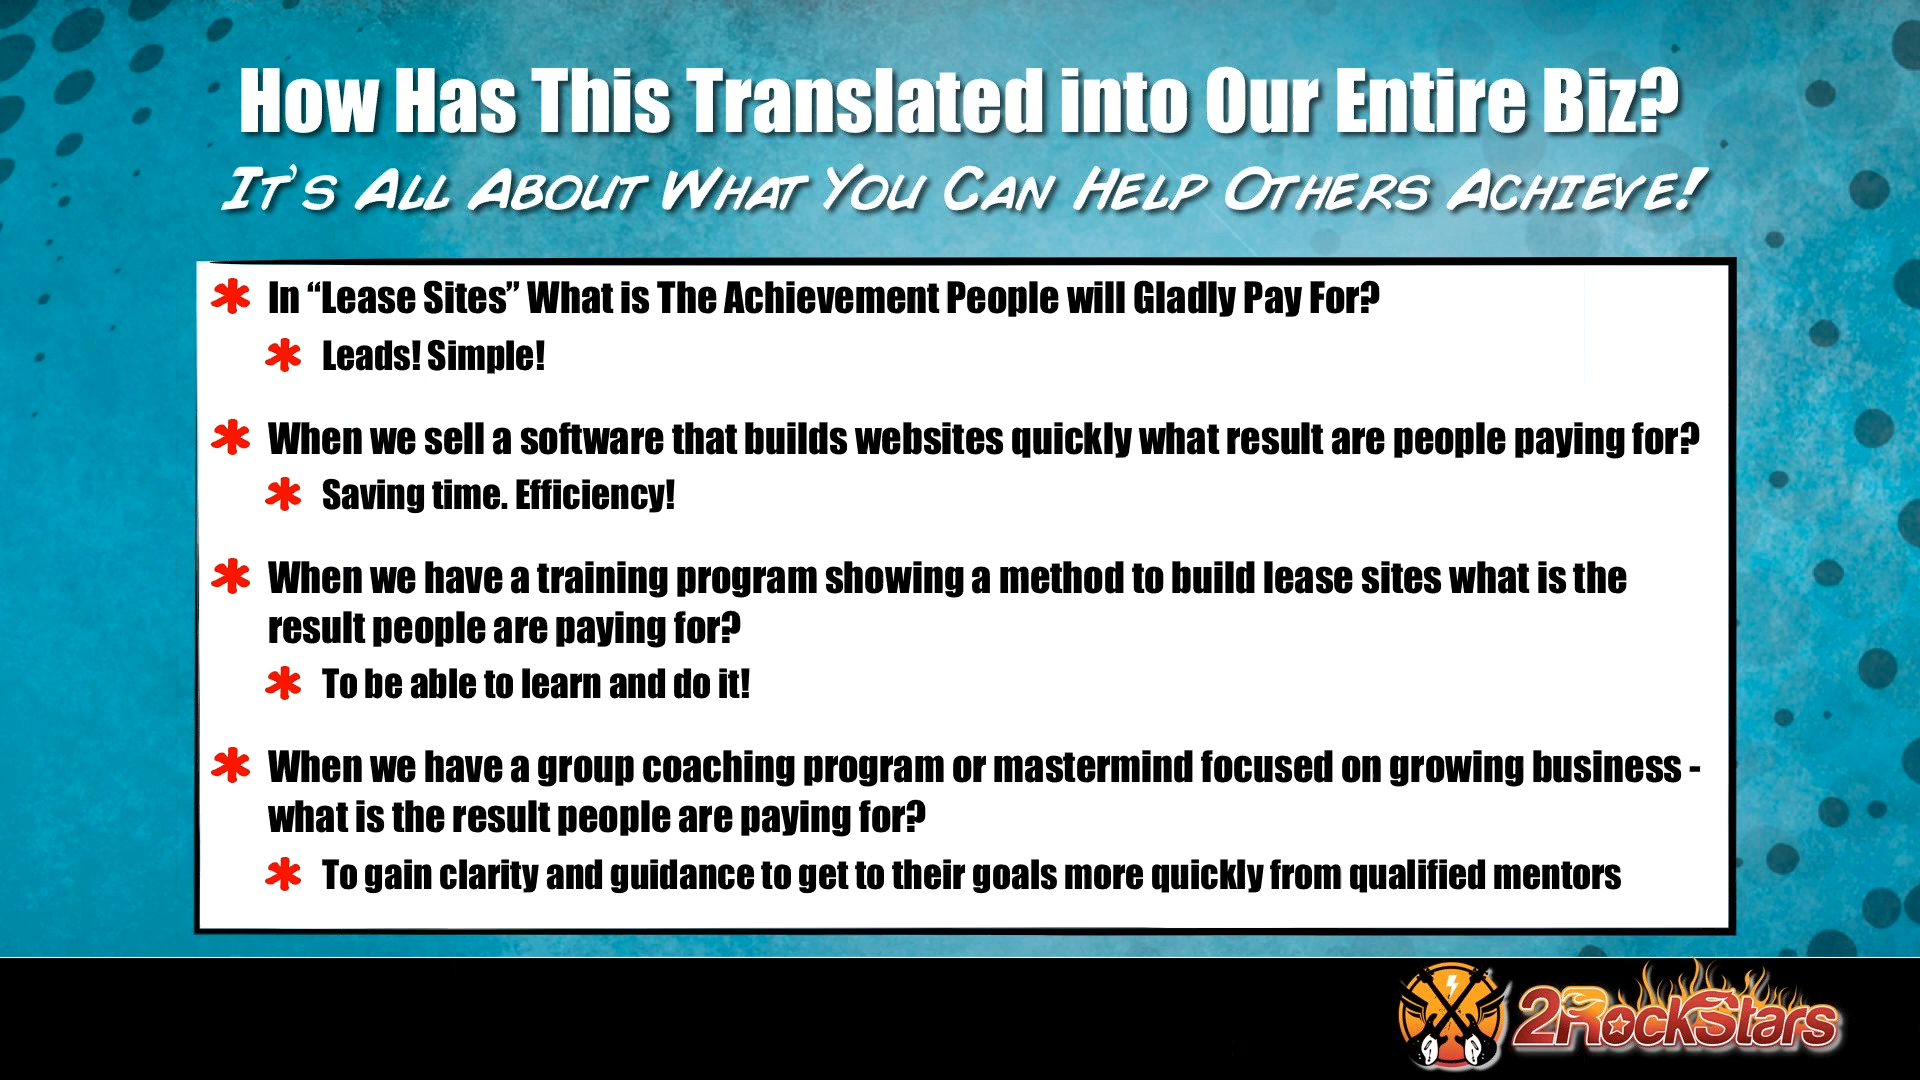 How Has This Translated into Our Entire Biz?
It's All About What You Can Help Others Achieve!
* In “Lease Sites” What is The Achievement People will Gladly Pay For?
* Leads! Simple!
* When we sell a software that builds websites quickly what result are people paying for?
* Saving time. Efficiency!
* When we have a training program showing a method to build lease sites what is the
result people are paying for?
* To be able to learn and do it!
* When we have a group coaching program or mastermind focused on growing business -
what is the result people are paying for?
* To gain clarity and guidance to get to their goals more quickly from qualified mentors
2RockStars